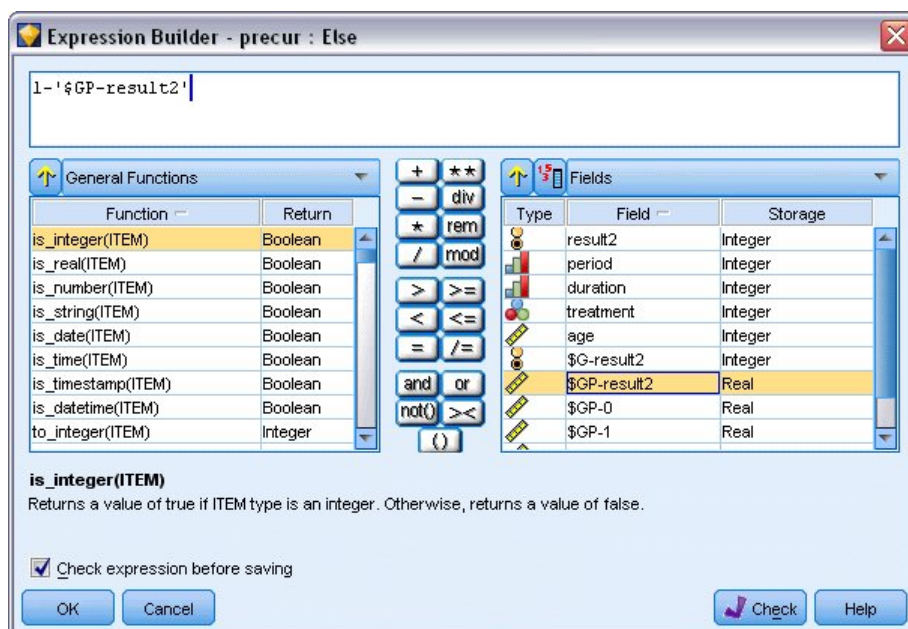 Expression Builder - precur : Else
1-'$GP-result2'
General Functions
Function Return
is_integer(ITEM) Boolean
is_real(ITEM) Boolean
is_number(ITEM) Boolean
is_string(ITEM) Boolean
is_date(ITEM) Boolean
is_time(ITEM) Boolean
is_timestamp(ITEM) Boolean
is_datetime(ITEM) Boolean
to_integer(ITEM) Integer
+ **
- div
* rem
/ mod
> >=
< <=
= /=
and or
not() ><
()
Fields
Type Field Storage
result2 Integer
period Integer
duration Integer
treatment Integer
age Integer
$G-result2 Integer
$GP-result2 Real
$GP-0 Real
$GP-1 Real
is_integer(ITEM)
Returns a value of true if ITEM type is an integer. Otherwise, returns a value of false.
Check expression before saving
OK Cancel Check Help